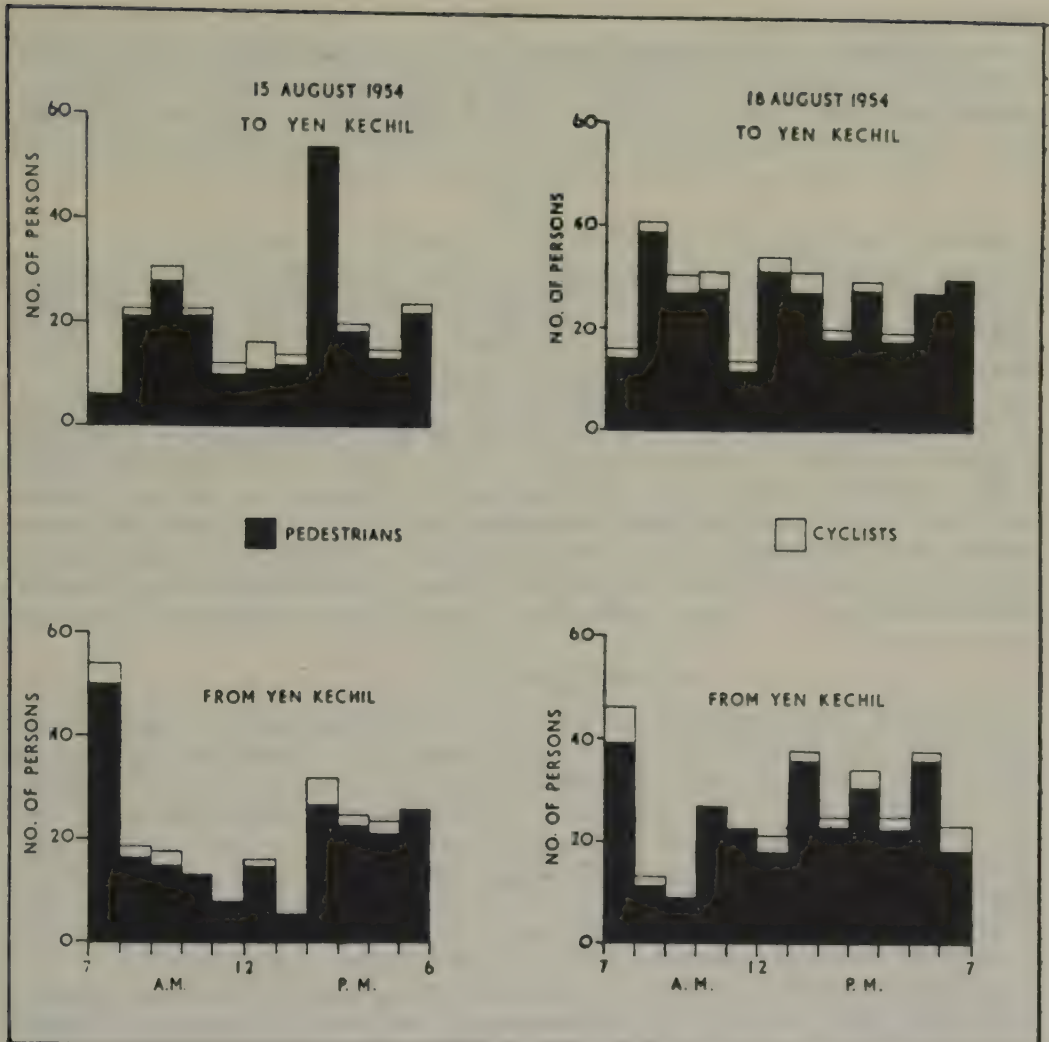 15 AUGUST 1954
TO YEN KECHIL
NO. OF PERSONS
60
40
20
0
18 AUGUST 1954
TO YEN KECHIL
NO. OF PERSONS
60
40
20
0
PEDESTRIANS
CYCLISTS
FROM YEN KECHIL
NO. OF PERSONS
60
40
20
0
7 12 6
A.M. P.M.
FROM YEN KECHIL
NO. OF PERSONS
60
40
20
0
7 12 7
A.M. P.M.